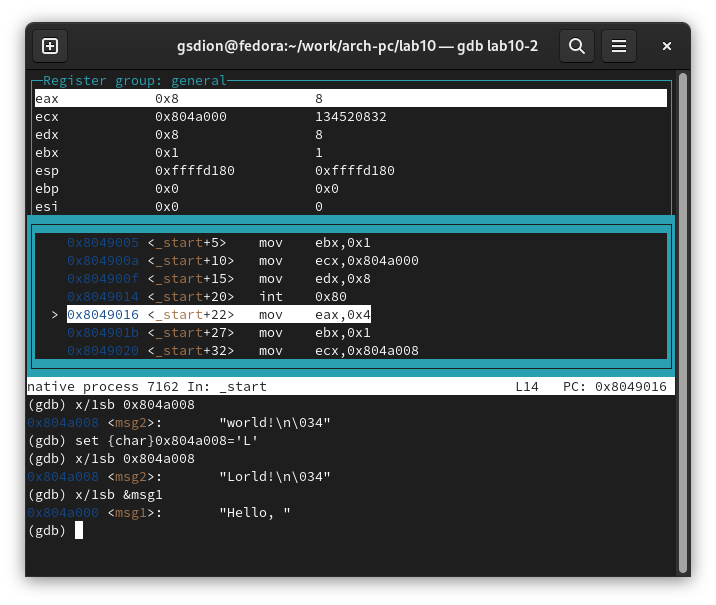 gsdion@fedora:~/work/arch-pc/lab10 — gdb lab10-2
Register group: general
eax 0x8 8
ecx 0x804a000 134520832
edx 0x8 8
ebx 0x1 1
esp 0xffffd180 0xffffd180
ebp 0x0 0x0
esi 0x0 0
0x8049005 <_start+5> mov ebx,0x1
0x804900a <_start+10> mov ecx,0x804a000
0x804900f <_start+15> mov edx,0x8
0x8049014 <_start+20> int 0x80
> 0x8049016 <_start+22> mov eax,0x4
0x804901b <_start+27> mov ebx,0x1
0x8049020 <_start+32> mov ecx,0x804a008
native process 7162 In: _start L14 PC: 0x8049016
(gdb) x/1sb 0x804a008
0x804a008 <msg2>: "world!\n\034"
(gdb) set {char}0x804a008='L'
(gdb) x/1sb 0x804a008
0x804a008 <msg2>: "Lorld!\n\034"
(gdb) x/1sb &msg1
0x804a000 <msg1>: "Hello, "
(gdb)